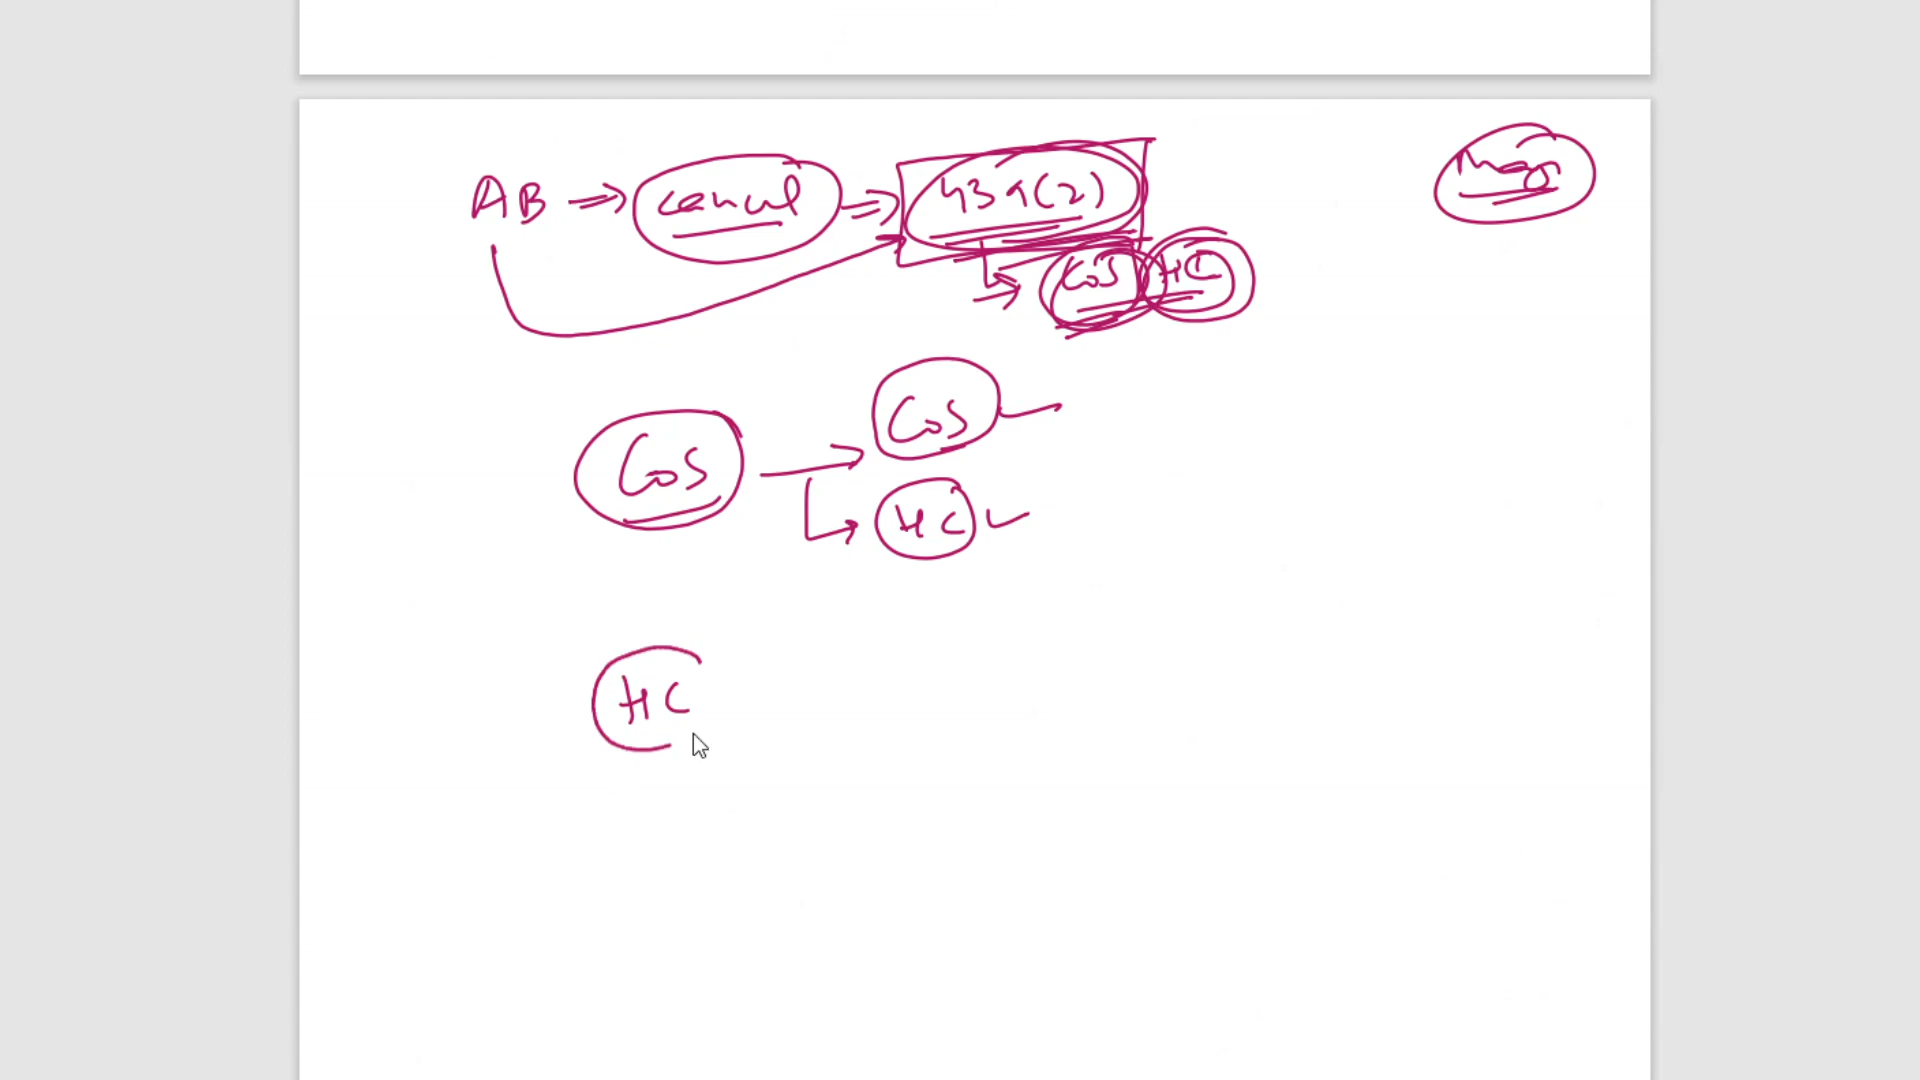 AB ⇒ cancel ⇒ 439(2) Mag
CoS HC
CoS
CoS
HC
HC